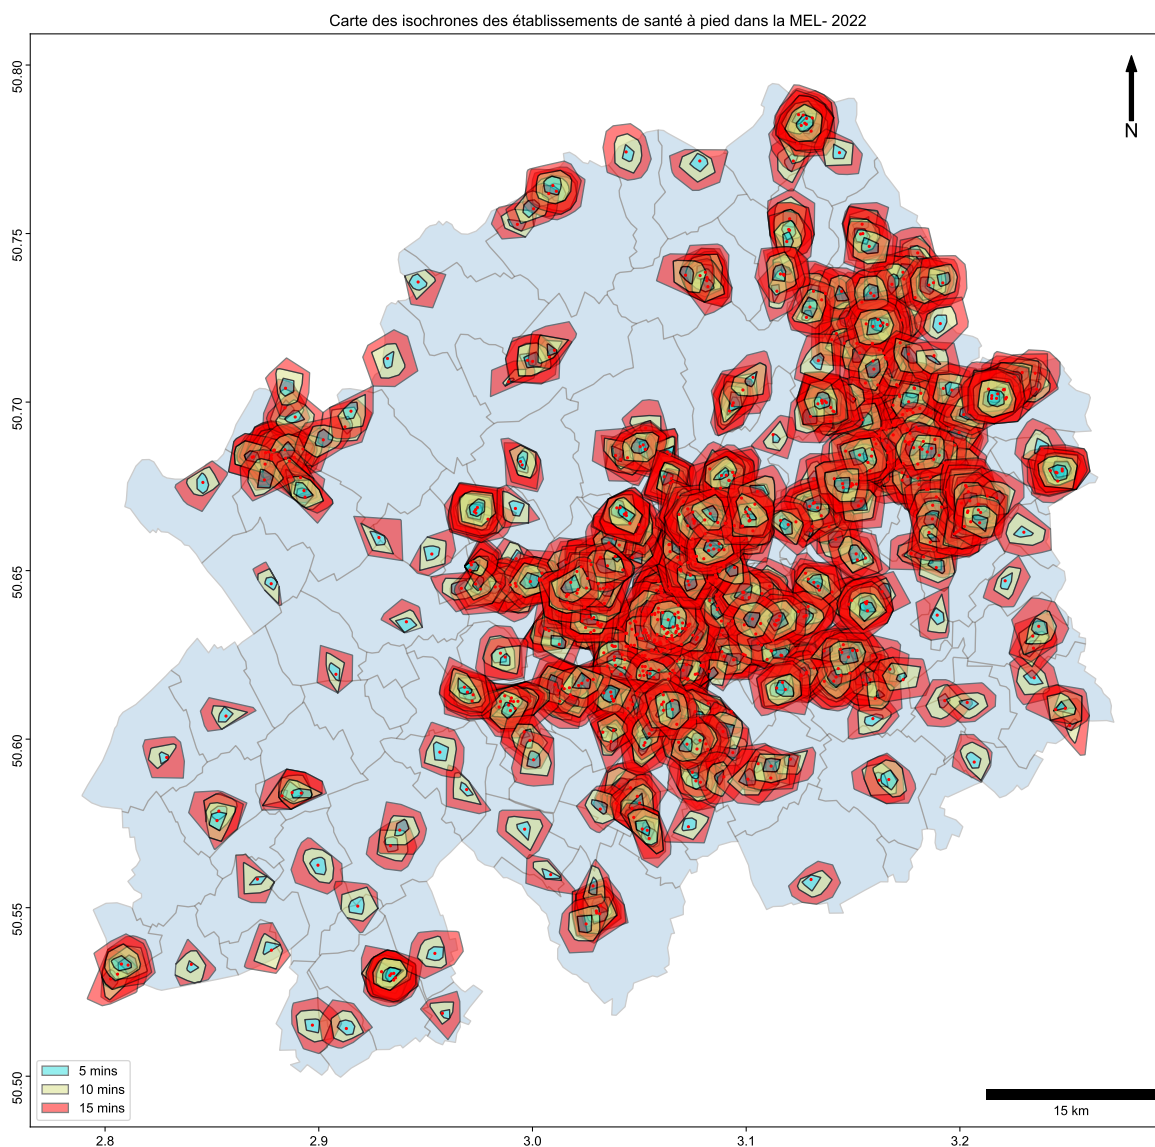 Carte des isochrones des établissements de santé à pied dans la MEL- 2022
50.80
N
50.75
50.70
50.65
50.60
50.55
50.50
5 mins
10 mins
15 mins
15 km
2.8
2.9
3.0
3.1
3.2